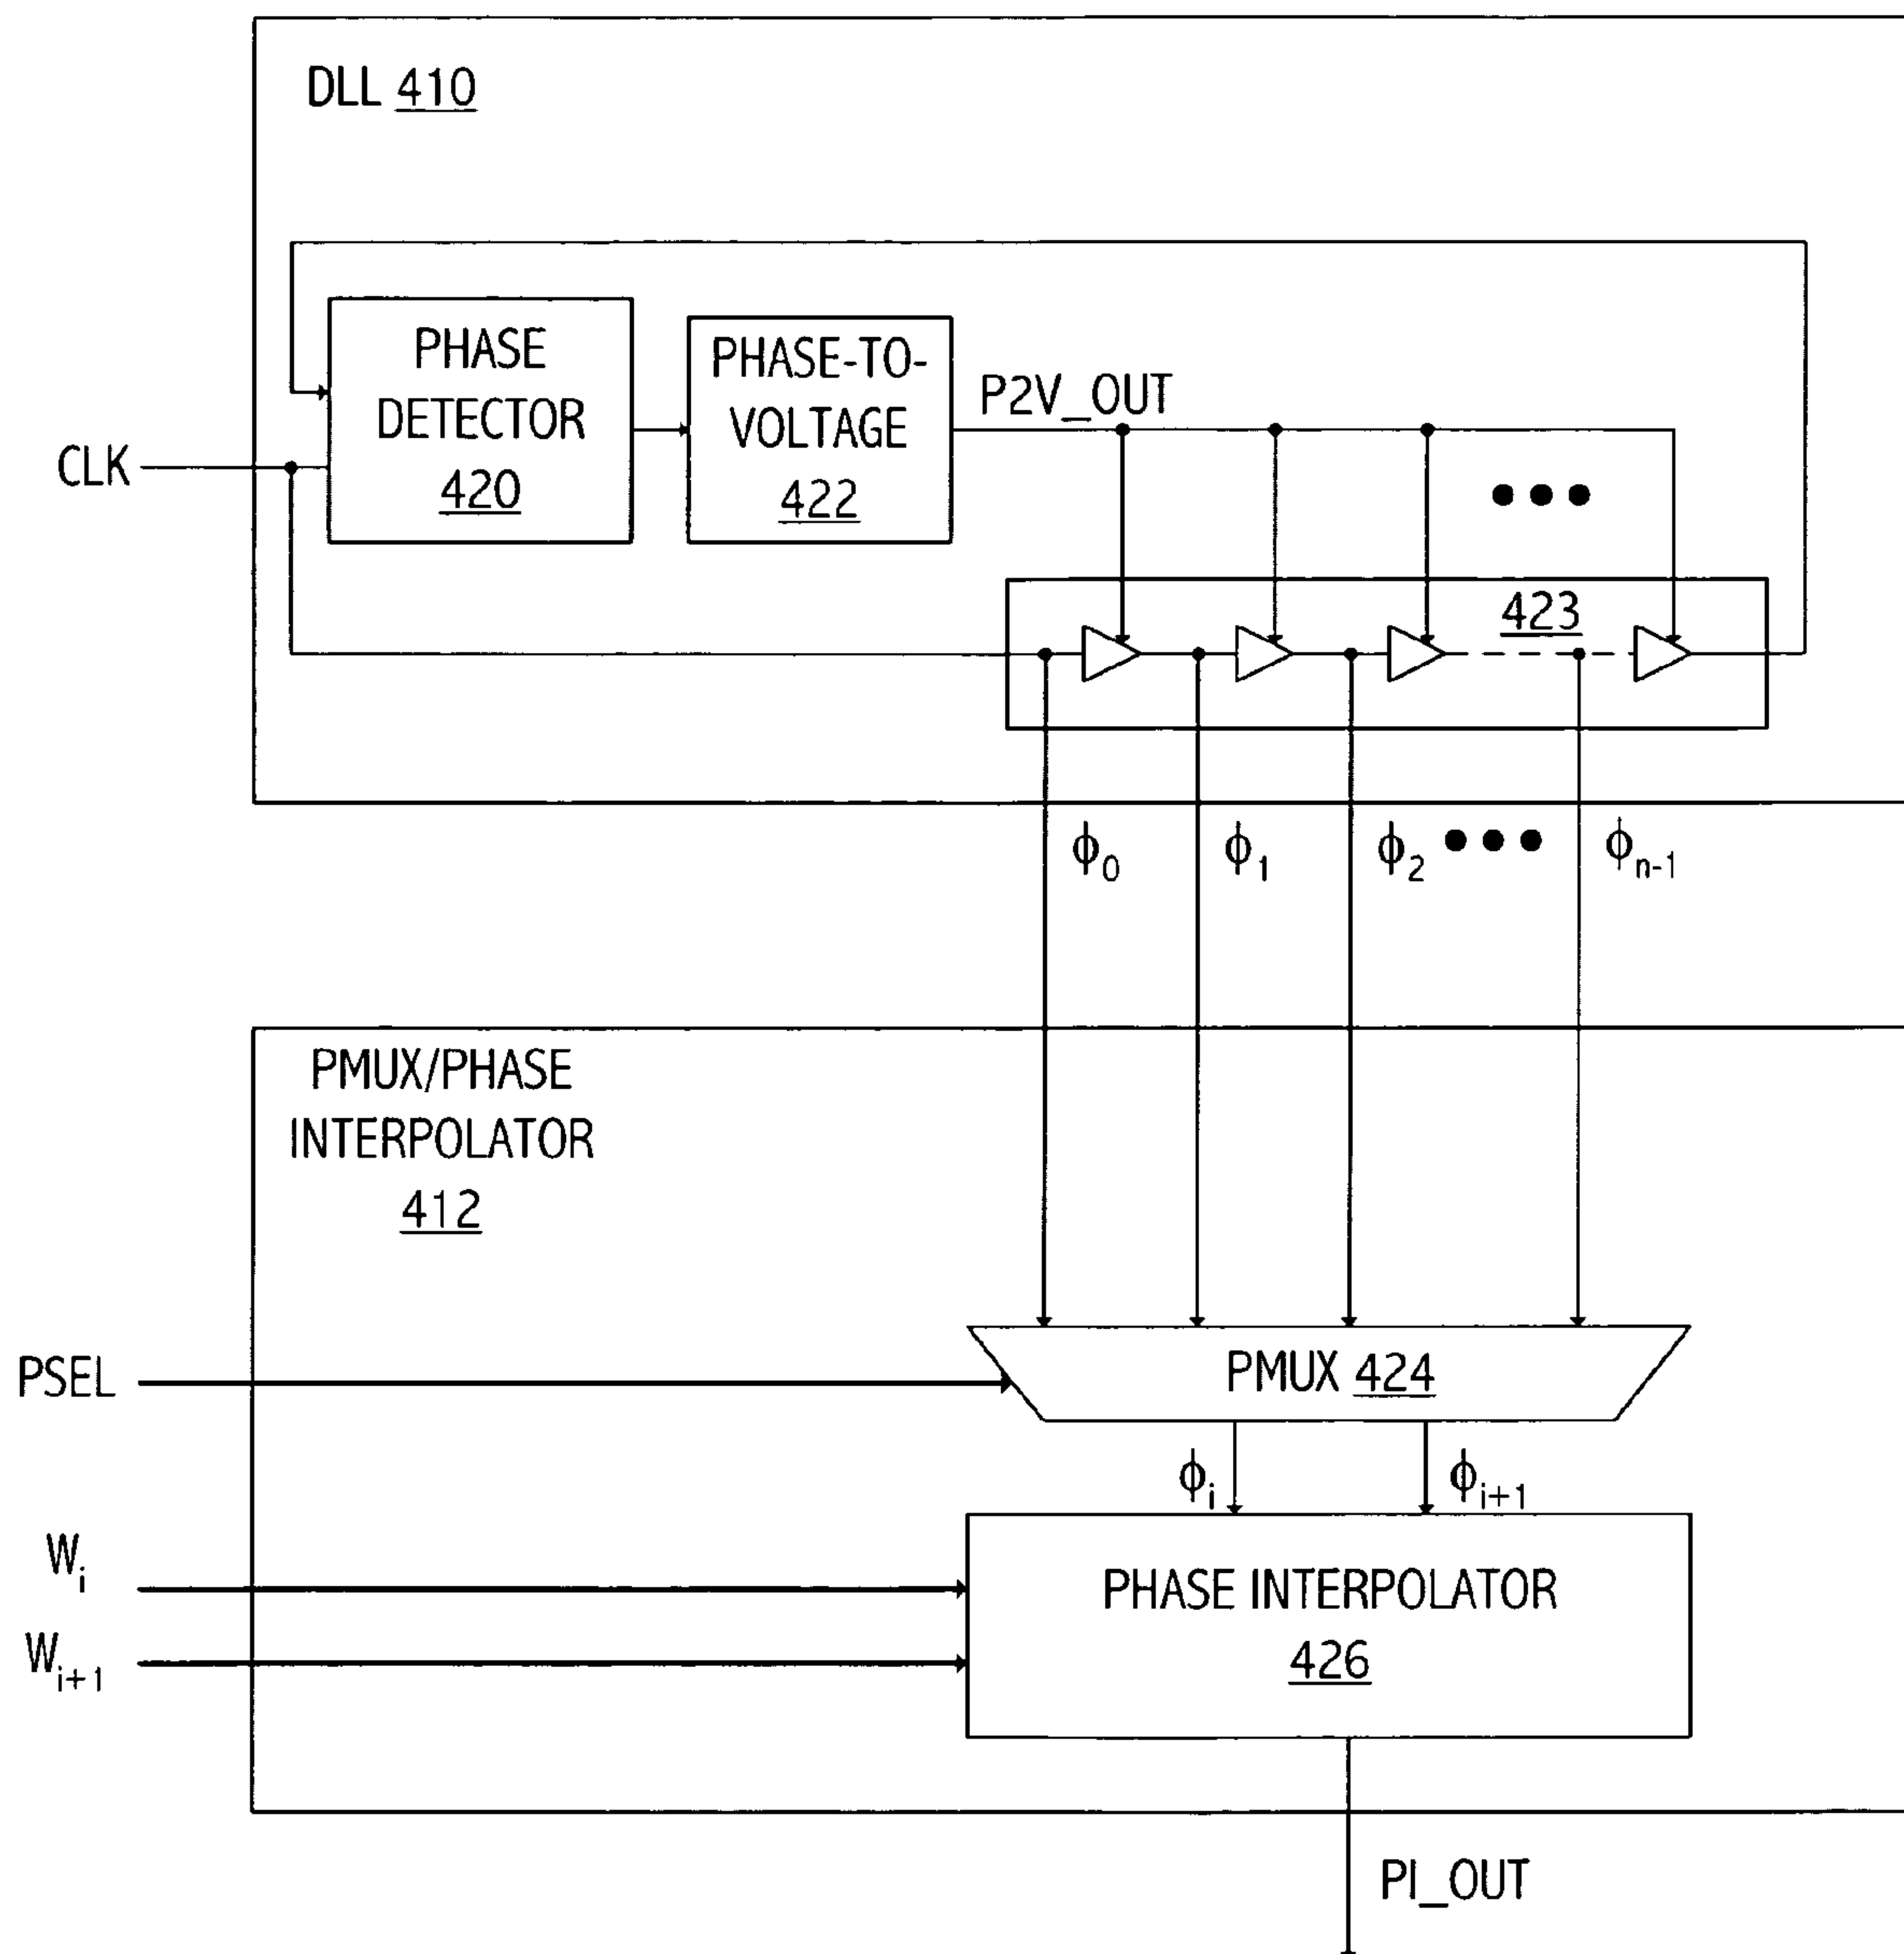 DLL 410
PHASE
DETECTOR
420
PHASE-TO-
VOLTAGE
422
P2V_OUT
CLK
423
ϕ0
ϕ1
ϕ2
ϕn-1
PMUX/PHASE
INTERPOLATOR
412
PSEL
PMUX 424
ϕi
ϕi+1
Wi
Wi+1
PHASE INTERPOLATOR
426
PI_OUT